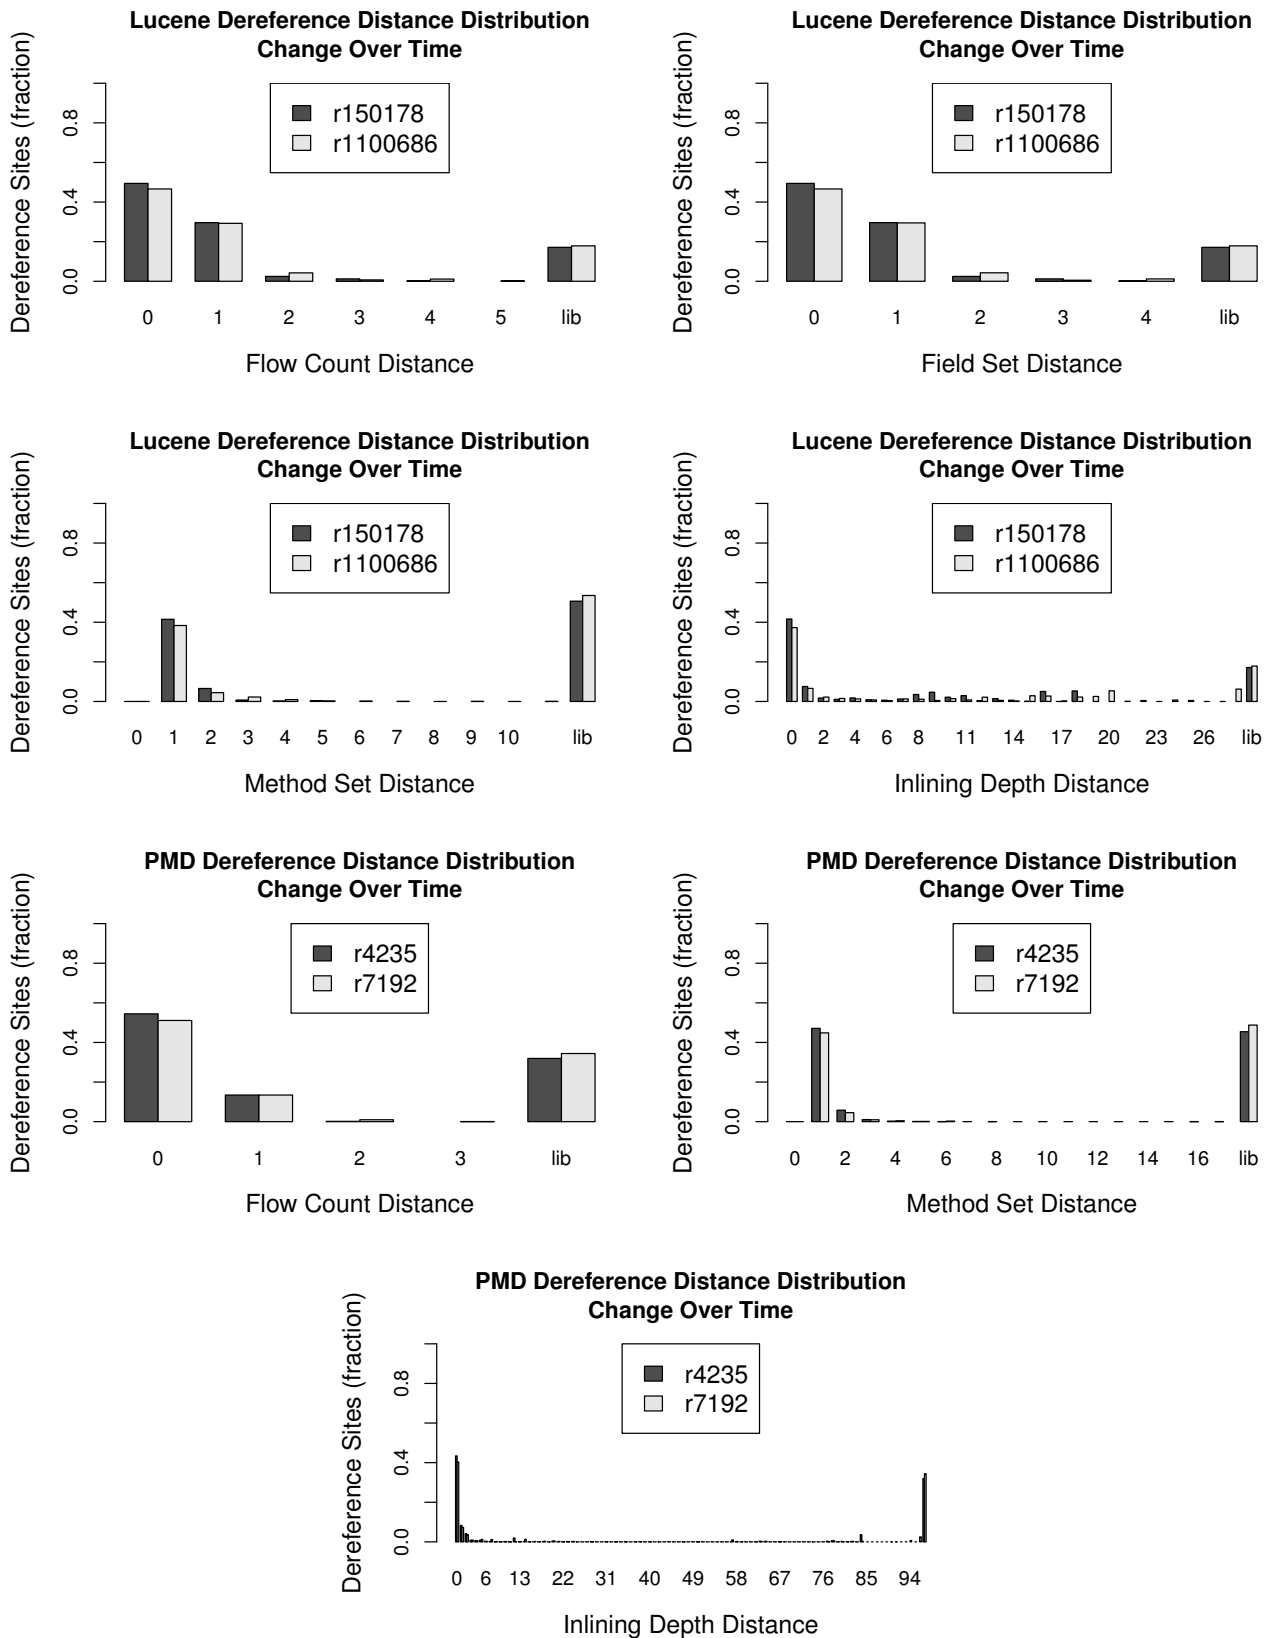 Lucene Dereference Distance Distribution
Change Over Time
Dereference Sites (fraction)
0.0 0.4 0.8
r150178
r1100686
0 1 2 3 4 5 lib
Flow Count Distance
Lucene Dereference Distance Distribution
Change Over Time
Dereference Sites (fraction)
0.0 0.4 0.8
r150178
r1100686
0 1 2 3 4 lib
Field Set Distance
Lucene Dereference Distance Distribution
Change Over Time
Dereference Sites (fraction)
0.0 0.4 0.8
r150178
r1100686
0 1 2 3 4 5 6 7 8 9 10 lib
Method Set Distance
Lucene Dereference Distance Distribution
Change Over Time
Dereference Sites (fraction)
0.0 0.4 0.8
r150178
r1100686
0 2 4 6 8 11 14 17 20 23 26 lib
Inlining Depth Distance
PMD Dereference Distance Distribution
Change Over Time
Dereference Sites (fraction)
0.0 0.4 0.8
r4235
r7192
0 1 2 3 lib
Flow Count Distance
PMD Dereference Distance Distribution
Change Over Time
Dereference Sites (fraction)
0.0 0.4 0.8
r4235
r7192
0 2 4 6 8 10 12 14 16 lib
Method Set Distance
PMD Dereference Distance Distribution
Change Over Time
Dereference Sites (fraction)
0.0 0.4 0.8
r4235
r7192
0 6 13 22 31 40 49 58 67 76 85 94
Inlining Depth Distance